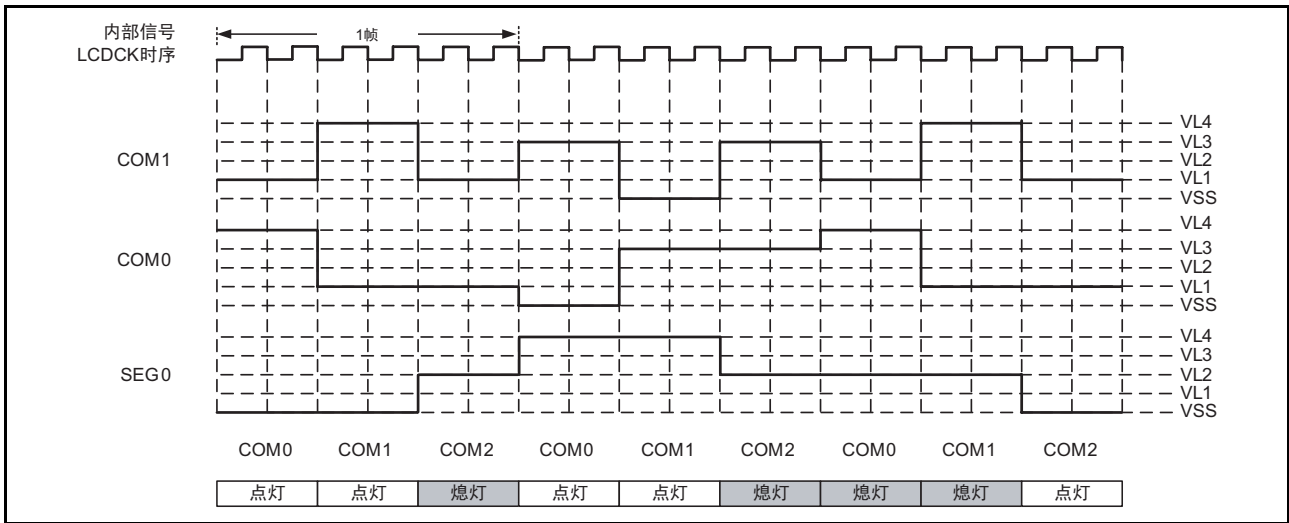 内部信号
LCDCK时序
1帧
COM1
VL4
VL3
VL2
VL1
VSS
COM0
VL4
VL3
VL2
VL1
VSS
SEG0
VL4
VL3
VL2
VL1
VSS
COM0 COM1 COM2 COM0 COM1 COM2 COM0 COM1 COM2
点灯 点灯 熄灯 点灯 点灯 熄灯 熄灯 熄灯 点灯